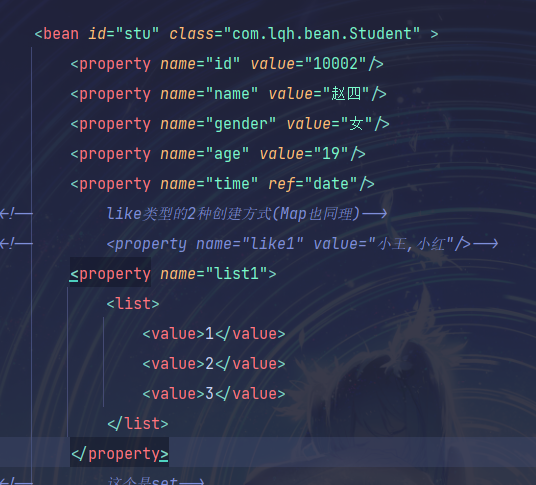 <bean id="stu" class="com.lqh.bean.Student" >
<property name="id" value="10002"/>
<property name="name" value="赵四"/>
<property name="gender" value="女"/>
<property name="age" value="19"/>
<property name="time" ref="date"/>
<!-- like类型的2种创建方式(Map也同理)-->
<!-- <property name="like1" value="小王,小红"/>-->
<property name="list1">
<list>
<value>1</value>
<value>2</value>
<value>3</value>
</list>
</property>
<!-- 这个是set-->